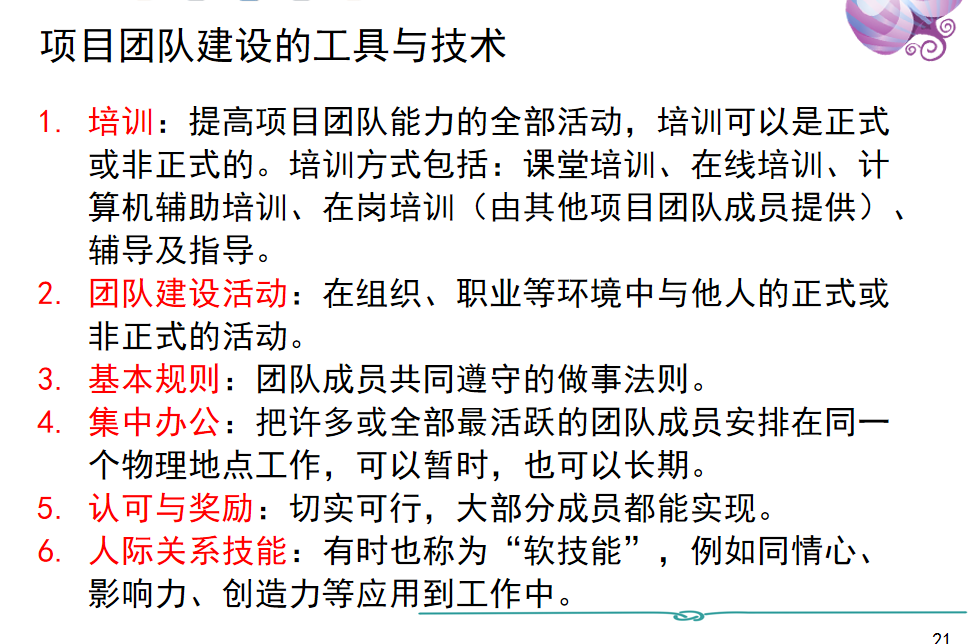 项目团队建设的工具与技术
1. 培训：提高项目团队能力的全部活动，培训可以是正式
或非正式的。培训方式包括：课堂培训、在线培训、计
算机辅助培训、在岗培训（由其他项目团队成员提供）、
辅导及指导。
2. 团队建设活动：在组织、职业等环境中与他人的正式或
非正式的活动。
3. 基本规则：团队成员共同遵守的做事法则。
4. 集中办公：把许多或全部最活跃的团队成员安排在同一
个物理地点工作，可以暂时，也可以长期。
5. 认可与奖励：切实可行，大部分成员都能实现。
6. 人际关系技能：有时也称为“软技能”，例如同情心、
影响力、创造力等应用到工作中。
21